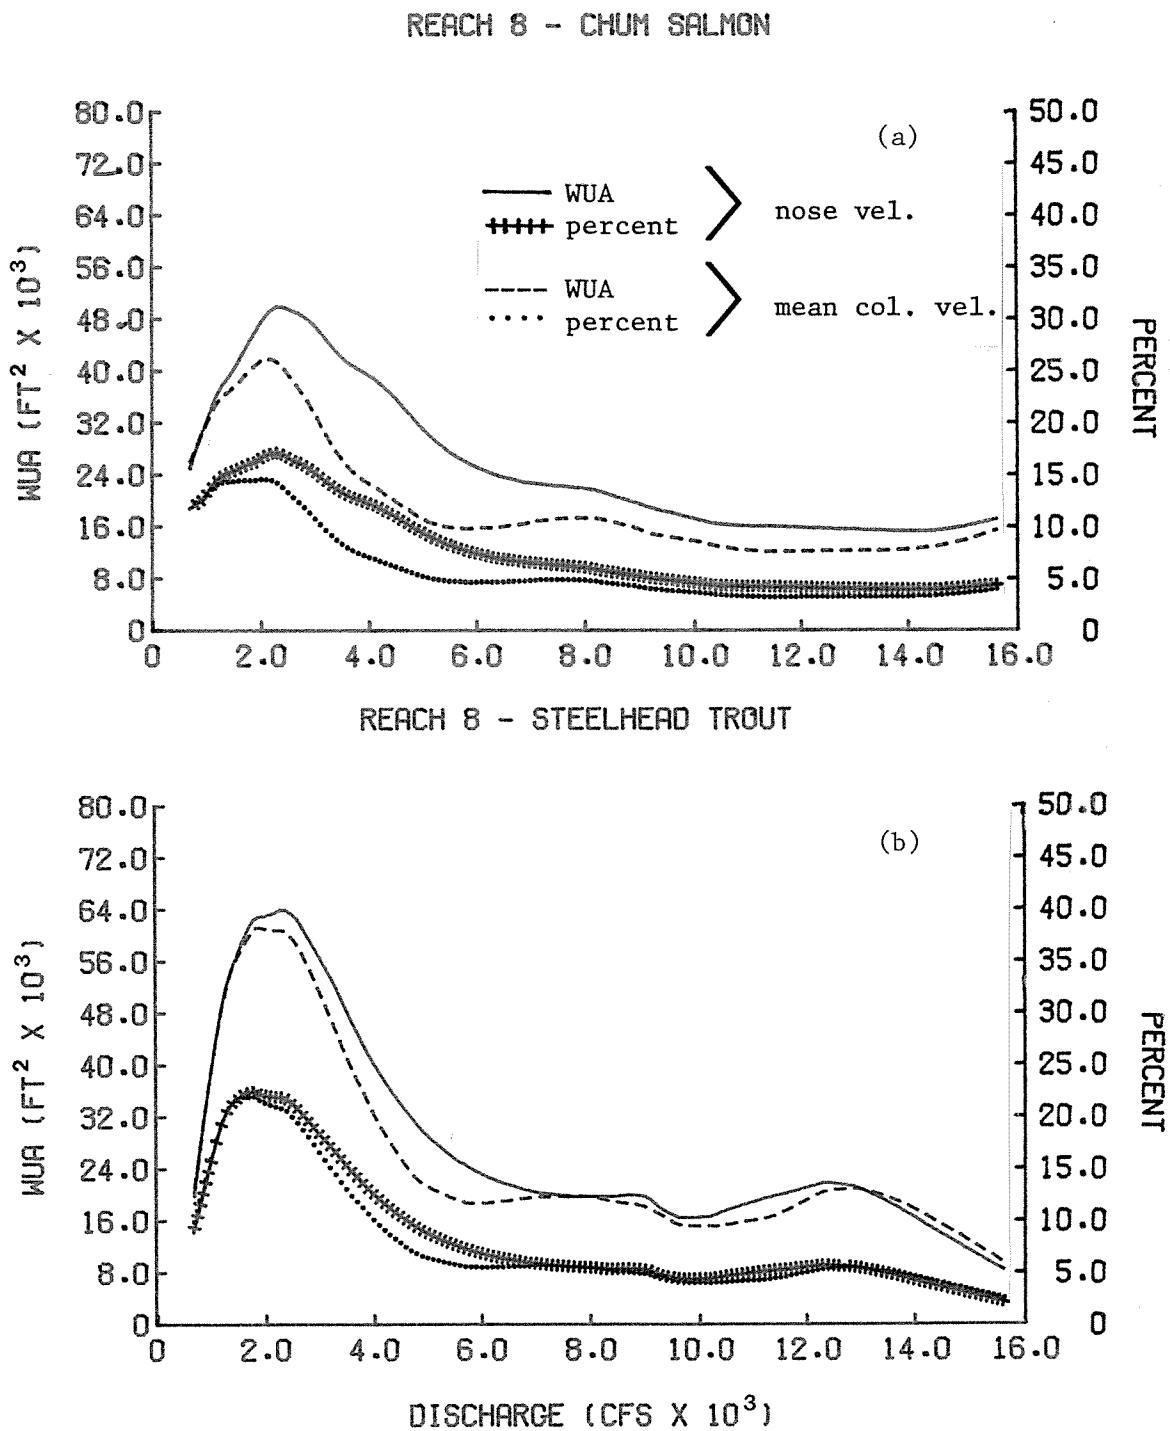 REACH 8 - CHUM SALMON
(a)
WUA
percent
nose vel.
WUA
percent
mean col. vel.
80.0
72.0
64.0
56.0
48.0
40.0
32.0
24.0
16.0
8.0
0
WUA (FT² X 10³)
50.0
45.0
40.0
35.0
30.0
25.0
20.0
15.0
10.0
5.0
0
PERCENT
0 2.0 4.0 6.0 8.0 10.0 12.0 14.0 16.0
REACH 8 - STEELHEAD TROUT
(b)
80.0
72.0
64.0
56.0
48.0
40.0
32.0
24.0
16.0
8.0
0
WUA (FT² X 10³)
50.0
45.0
40.0
35.0
30.0
25.0
20.0
15.0
10.0
5.0
0
PERCENT
0 2.0 4.0 6.0 8.0 10.0 12.0 14.0 16.0
DISCHARGE (CFS X 10³)